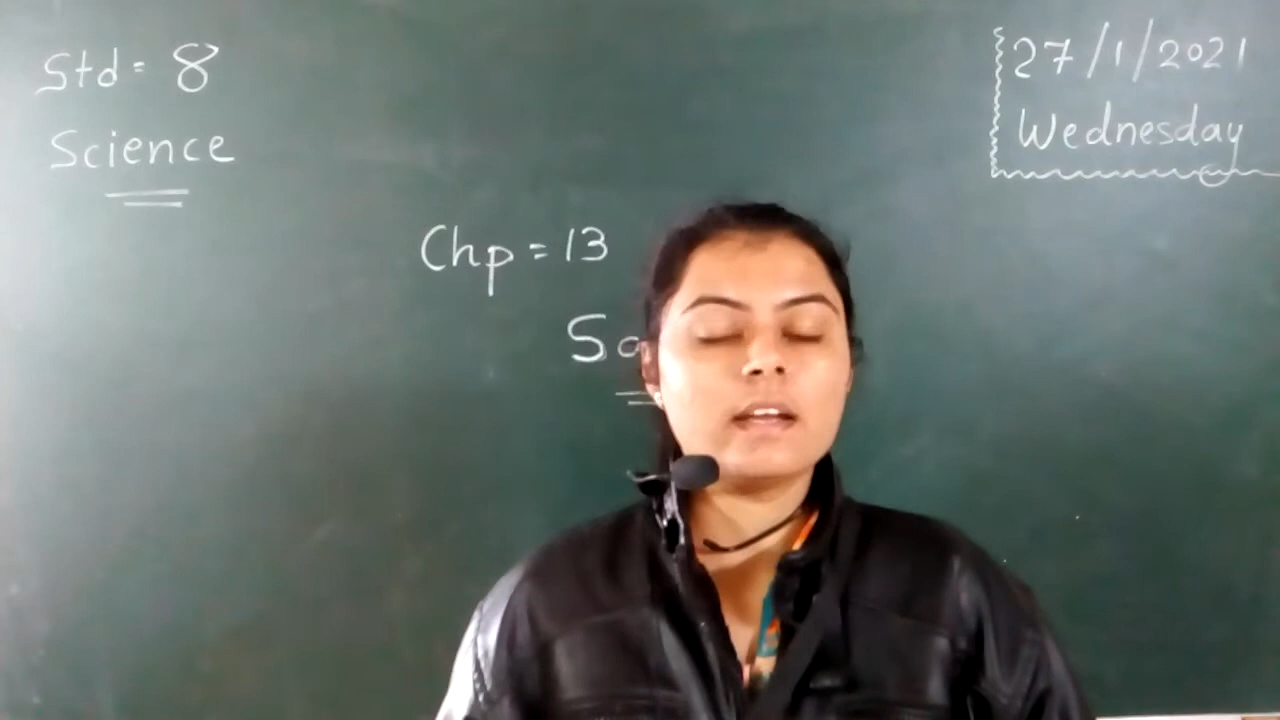 Std = 8
Science
27/1/2021
Wednesday
Chp = 13